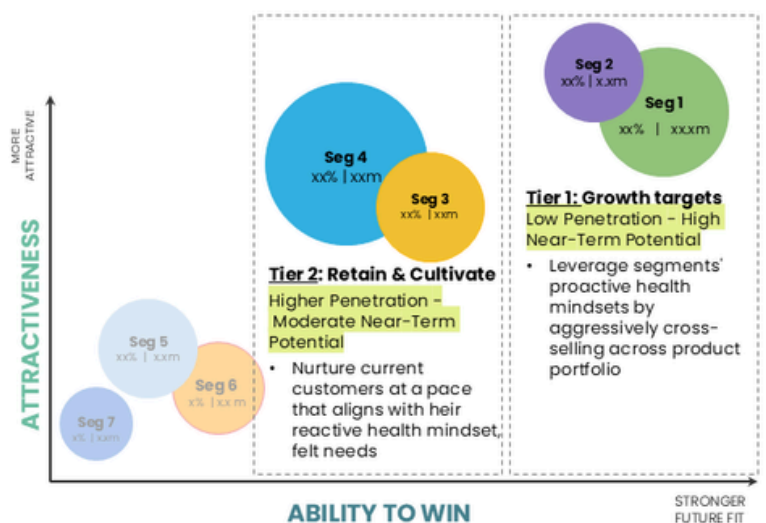 MORE
ATTRACTIVE
ATTRACTIVENESS
Seg 2
xx% | x.xm
Seg 1
xx% | xx.xm
Tier 1: Growth targets
Low Penetration - High
Near-Term Potential
• Leverage segments'
proactive health
mindsets by
aggressively cross-
selling across product
portfolio
Seg 4
xx% | xxm
Seg 3
xx% | xxm
Tier 2: Retain & Cultivate
Higher Penetration -
Moderate Near-Term
Potential
• Nurture current
customers at a pace
that aligns with heir
reactive health mindset,
felt needs
Seg 5
xx% | x.xm
Seg 6
x% | x.x m
Seg 7
x% | x.xm
ABILITY TO WIN
STRONGER
FUTURE FIT